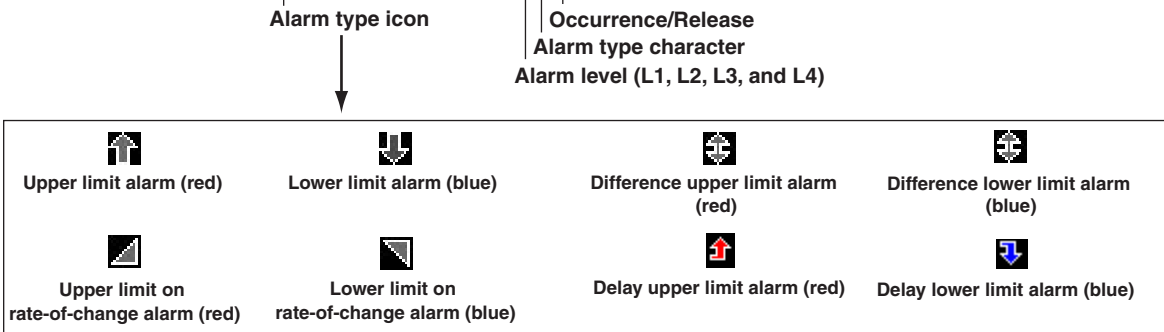 Alarm type icon
Occurrence/Release
Alarm type character
Alarm level (L1, L2, L3, and L4)
Upper limit alarm (red)
Lower limit alarm (blue)
Difference upper limit alarm
(red)
Difference lower limit alarm
(blue)
Upper limit on
rate-of-change alarm (red)
Lower limit on
rate-of-change alarm (blue)
Delay upper limit alarm (red)
Delay lower limit alarm (blue)